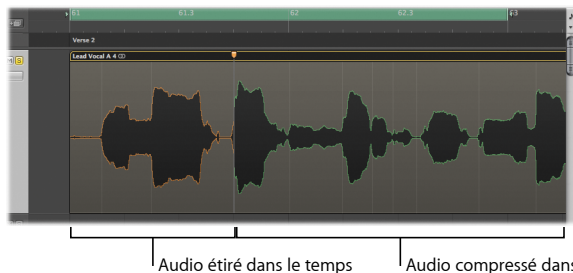 61 61.3 62 62.3 63
Verse 2
Lead Vocal A 4
M S
Audio étiré dans le temps
Audio compressé dans